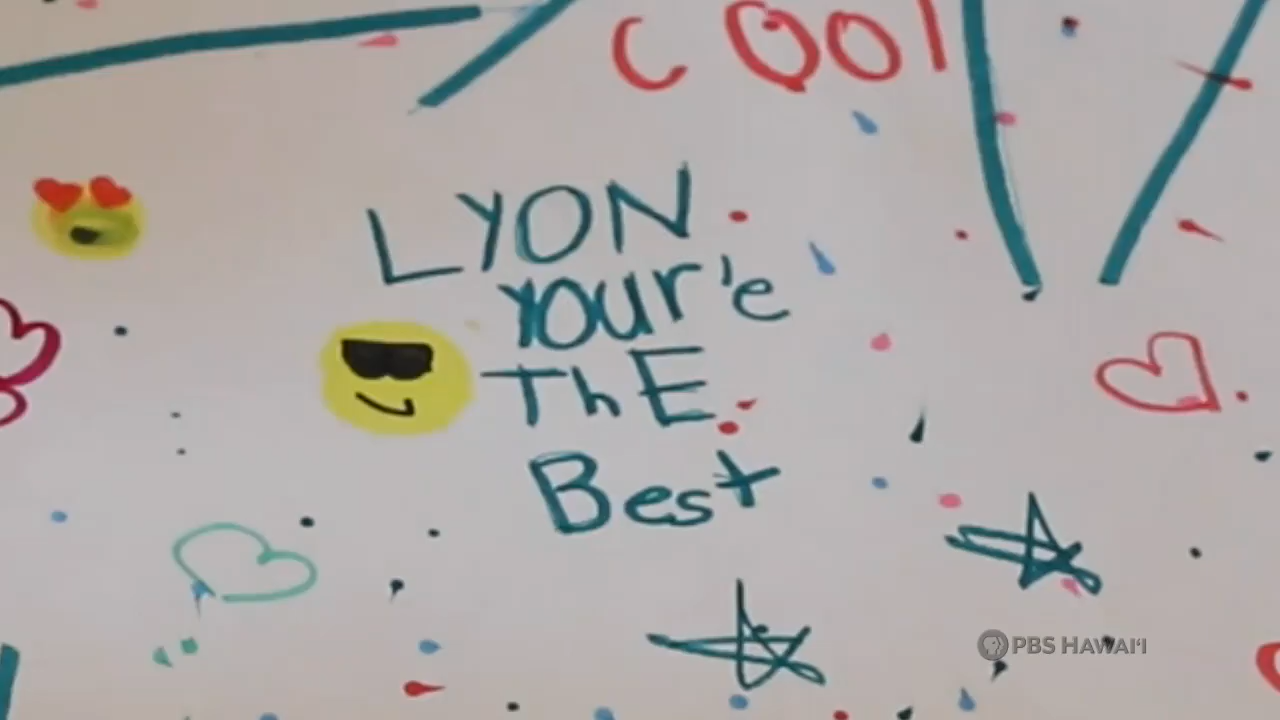 COOl
LYON
YOUr'e
ThE
Best
PBS HAWAI‘I